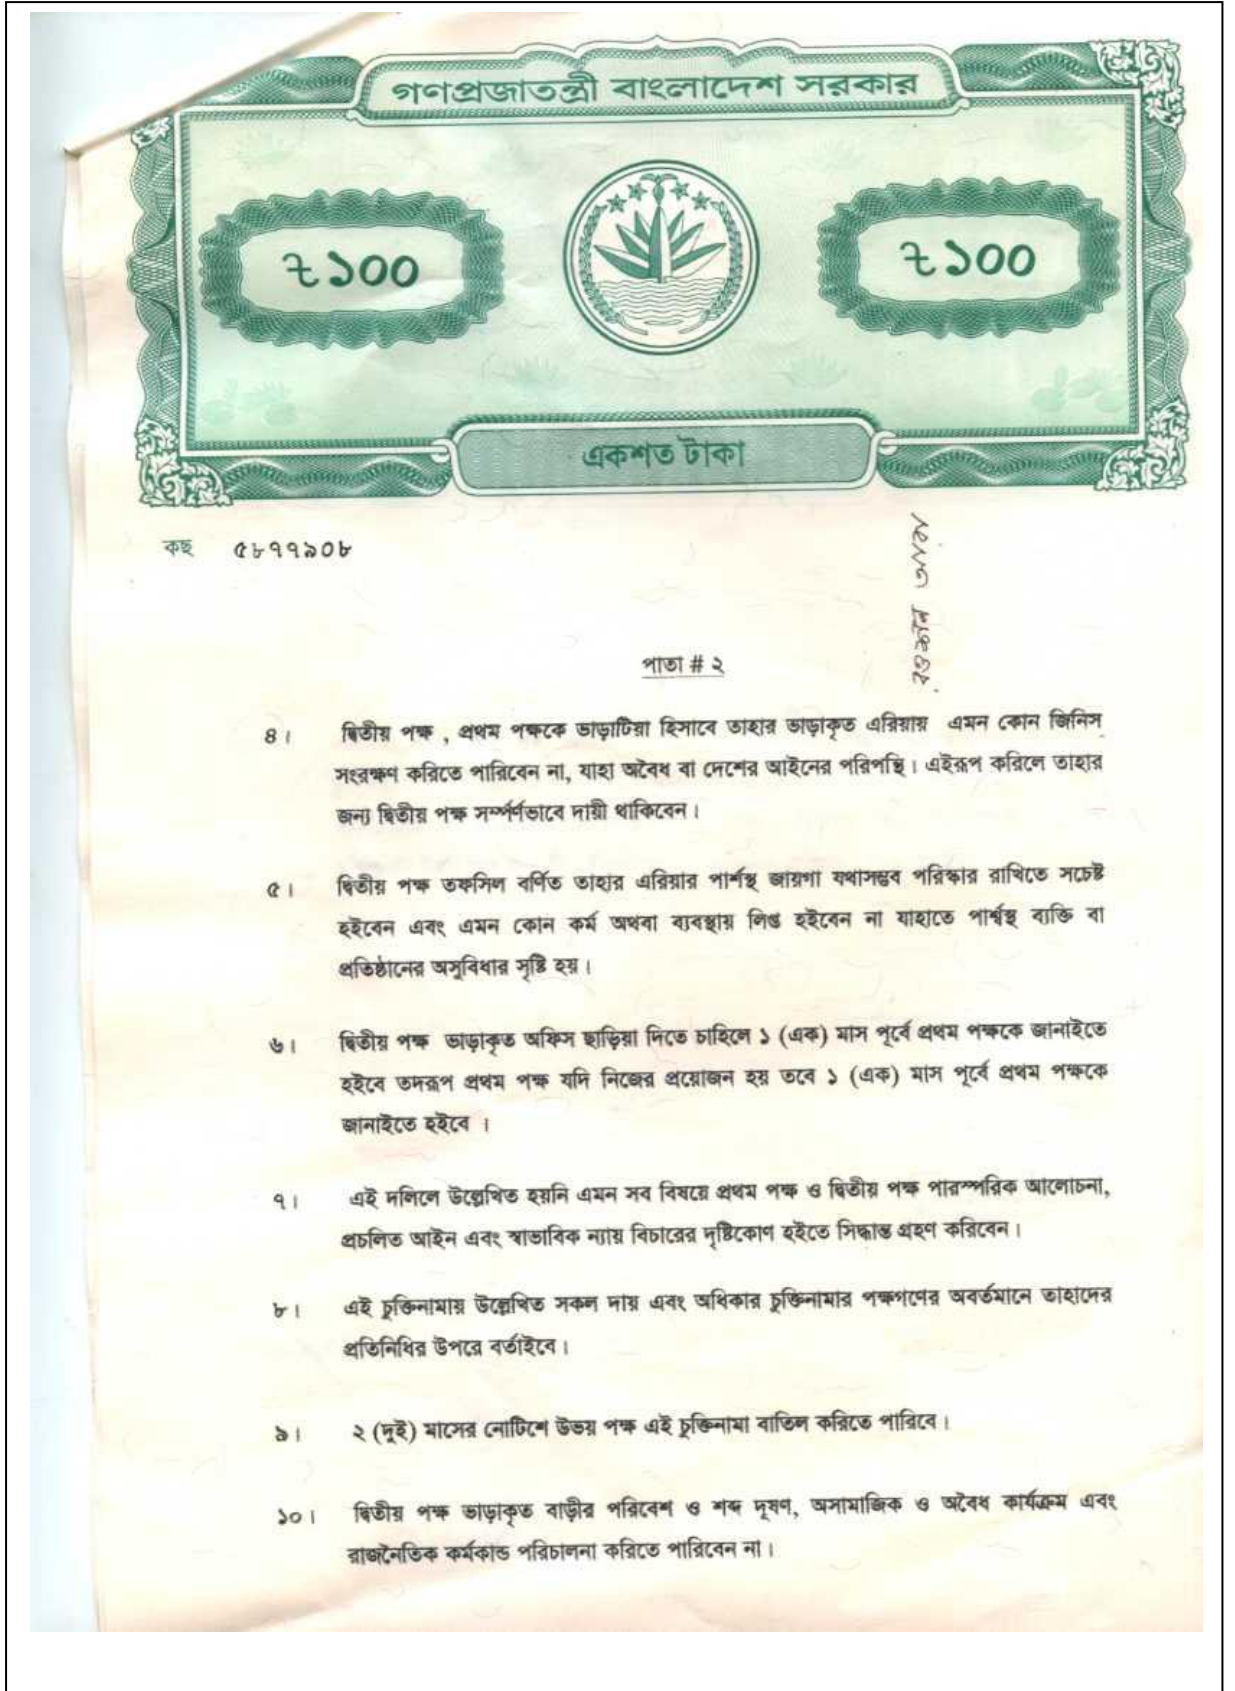 গণপ্রজাতন্ত্রী বাংলাদেশ সরকার
৳১০০
৳১০০
একশত টাকা
কছ ৫৮৭৭৯০৮
পাতা # ২
৪। দ্বিতীয় পক্ষ , প্রথম পক্ষকে ভাড়াটিয়া হিসাবে তাহার ভাড়াকৃত এরিয়ায় এমন কোন জিনিস
সংরক্ষণ করিতে পারিবেন না, যাহা অবৈধ বা দেশের আইনের পরিপন্থি। এইরূপ করিলে তাহার
জন্য দ্বিতীয় পক্ষ সর্ম্পর্ণভাবে দায়ী থাকিবেন।
৫। দ্বিতীয় পক্ষ তফসিল বর্ণিত তাহার এরিয়ার পার্শস্থ জায়গা যথাসম্ভব পরিস্কার রাখিতে সচেষ্ট
হইবেন এবং এমন কোন কর্ম অথবা ব্যবস্থায় লিপ্ত হইবেন না যাহাতে পার্শ্বস্থ ব্যক্তি বা
প্রতিষ্ঠানের অসুবিধার সৃষ্টি হয়।
৬। দ্বিতীয় পক্ষ ভাড়াকৃত অফিস ছাড়িয়া দিতে চাহিলে ১ (এক) মাস পূর্বে প্রথম পক্ষকে জানাইতে
হইবে তদরূপ প্রথম পক্ষ যদি নিজের প্রয়োজন হয় তবে ১ (এক) মাস পূর্বে প্রথম পক্ষকে
জানাইতে হইবে ।
৭। এই দলিলে উল্লেখিত হয়নি এমন সব বিষয়ে প্রথম পক্ষ ও দ্বিতীয় পক্ষ পারস্পরিক আলোচনা,
প্রচলিত আইন এবং স্বাভাবিক ন্যায় বিচারের দৃষ্টিকোণ হইতে সিদ্ধান্ত গ্রহণ করিবেন।
৮। এই চুক্তিনামায় উল্লেখিত সকল দায় এবং অধিকার চুক্তিনামার পক্ষগণের অবর্তমানে তাহাদের
প্রতিনিধির উপরে বর্তাইবে।
৯। ২ (দুই) মাসের নোটিশে উভয় পক্ষ এই চুক্তিনামা বাতিল করিতে পারিবে।
১০। দ্বিতীয় পক্ষ ভাড়াকৃত বাড়ীর পরিবেশ ও শব্দ দূষণ, অসামাজিক ও অবৈধ কার্যক্রম এবং
রাজনৈতিক কর্মকান্ড পরিচালনা করিতে পারিবেন না।